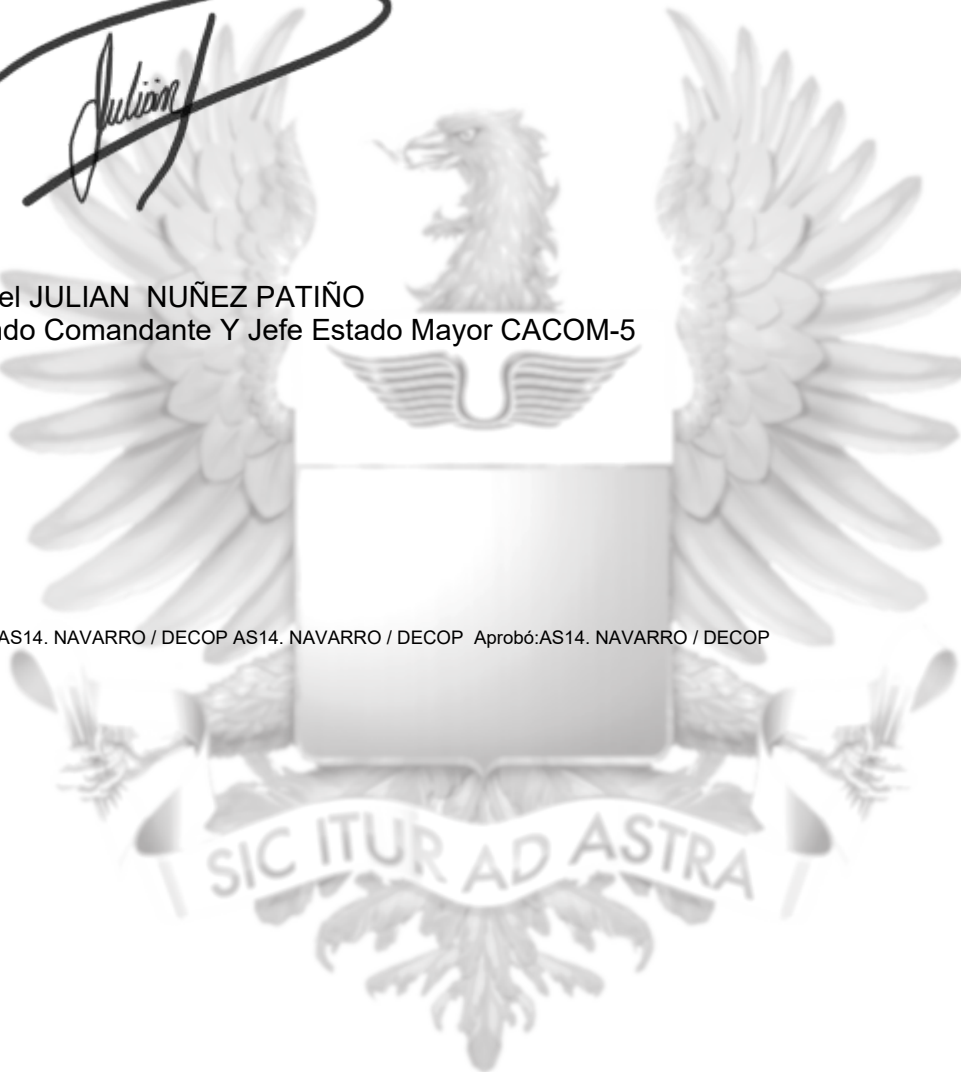 Julian
el JULIAN NUÑEZ PATIÑO
do Comandante Y Jefe Estado Mayor CACOM-5
AS14. NAVARRO / DECOP AS14. NAVARRO / DECOP Aprobó:AS14. NAVARRO / DECOP
SIC ITUR AD ASTRA